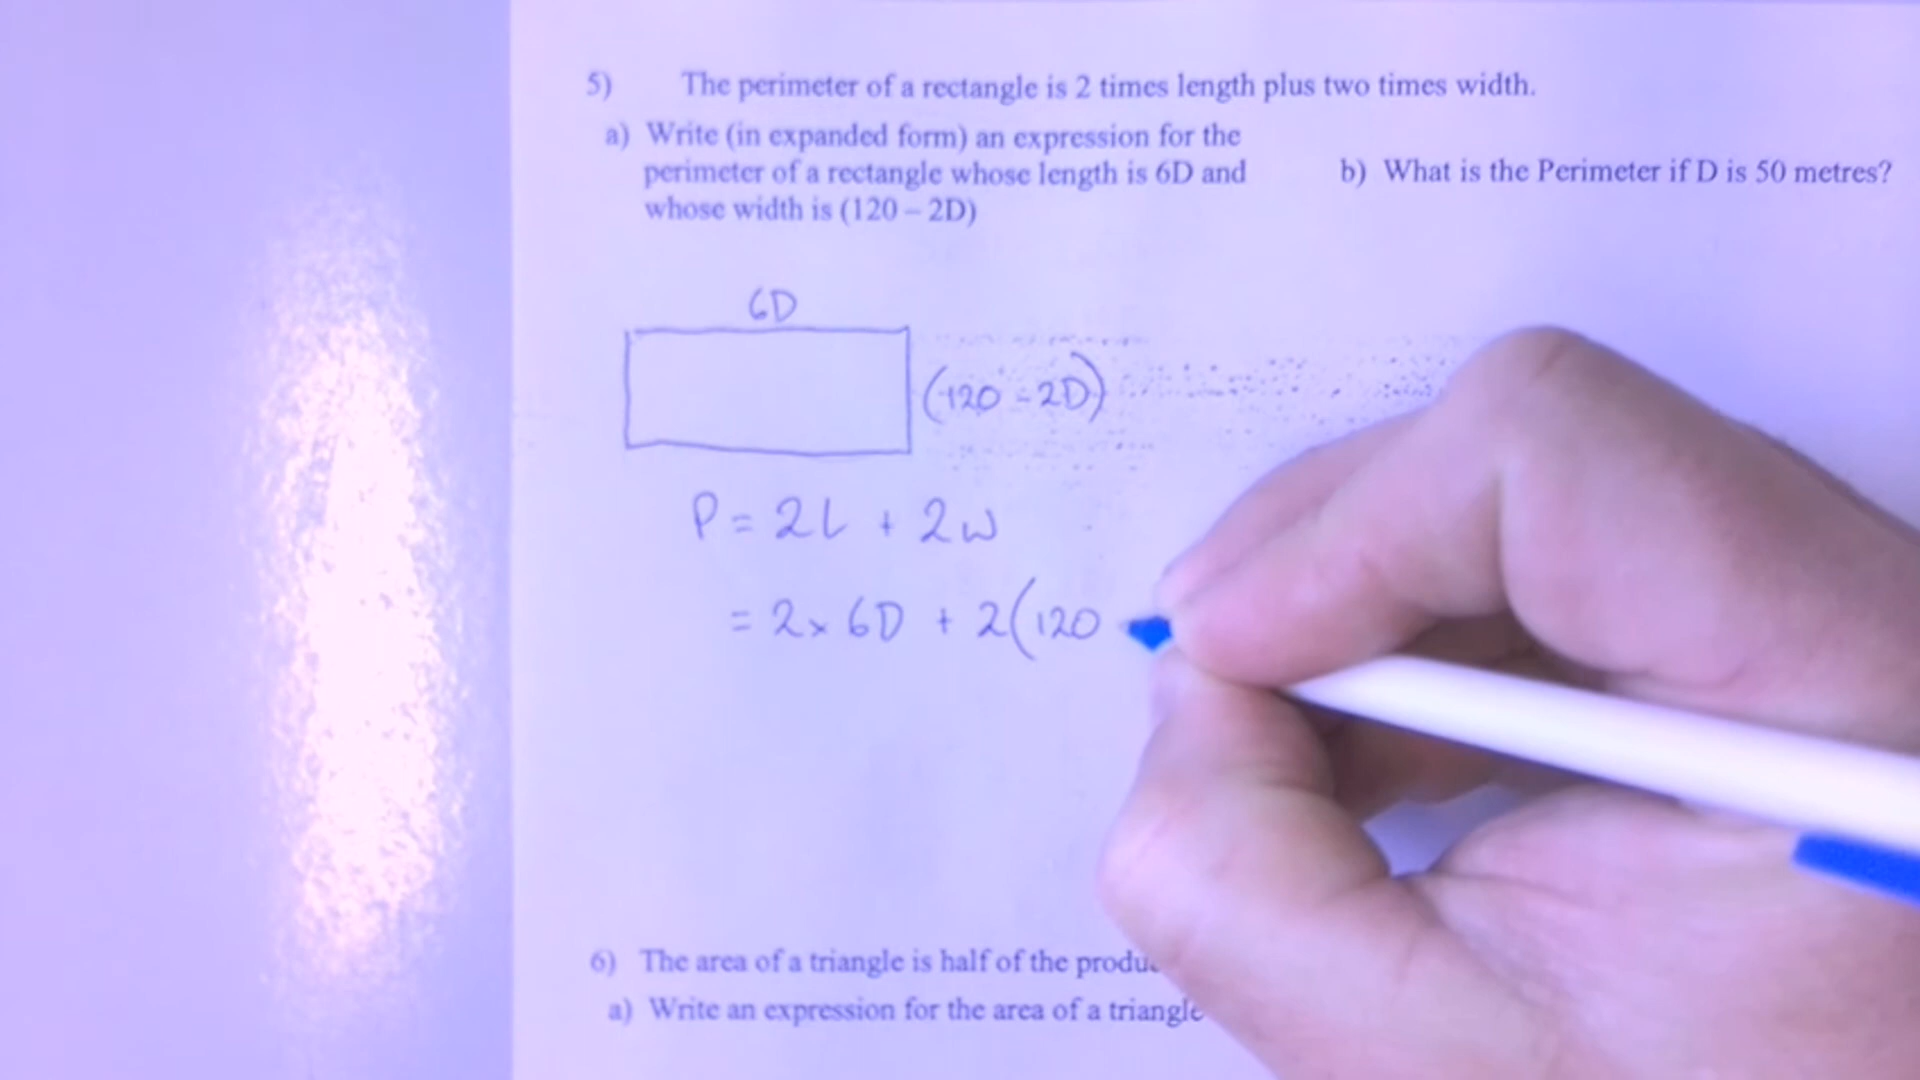 5) The perimeter of a rectangle is 2 times length plus two times width.
a) Write (in expanded form) an expression for the
perimeter of a rectangle whose length is 6D and
whose width is (120 – 2D)
b) What is the Perimeter if D is 50 metres?
6D
(120 - 2D)
P = 2L + 2W
= 2 × 6D + 2(120
6) The area of a triangle is half of the
a) Write an expression for the area of a triangle